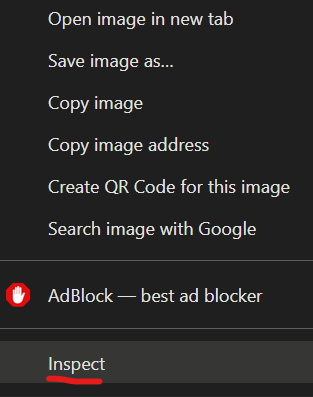 Open image in new tab
Save image as...
Copy image
Copy image address
Create QR Code for this image
Search image with Google
AdBlock — best ad blocker
Inspect